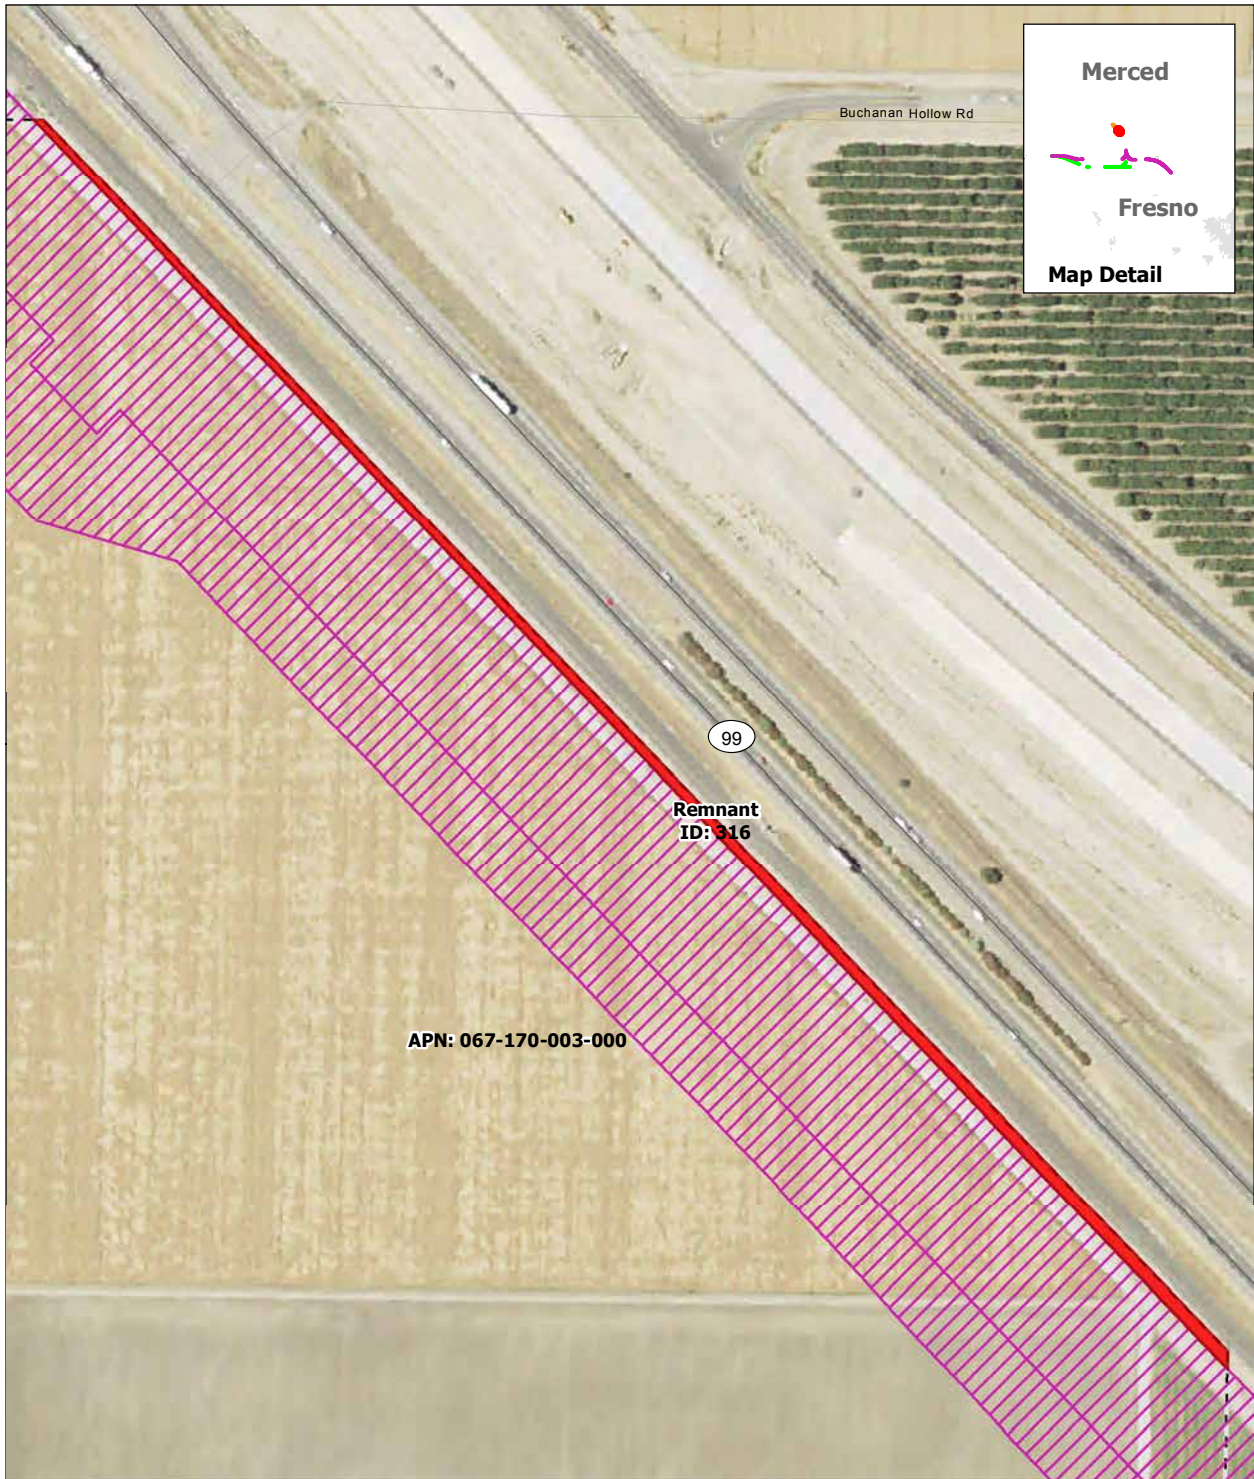 Merced
Buchanan Hollow Rd
Fresno
Map Detail
99
Remnant
ID: 316
APN: 067-170-003-000